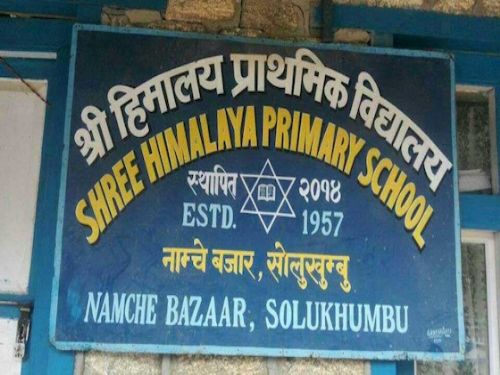 श्री हिमालय प्राथमिक विद्यालय
SHREE HIMALAYA PRIMARY SCHOOL
स्थापित २०१४
ESTD. 1957
नाम्चे बजार, सोलुखुम्बु
NAMCHE BAZAAR, SOLUKHUMBU